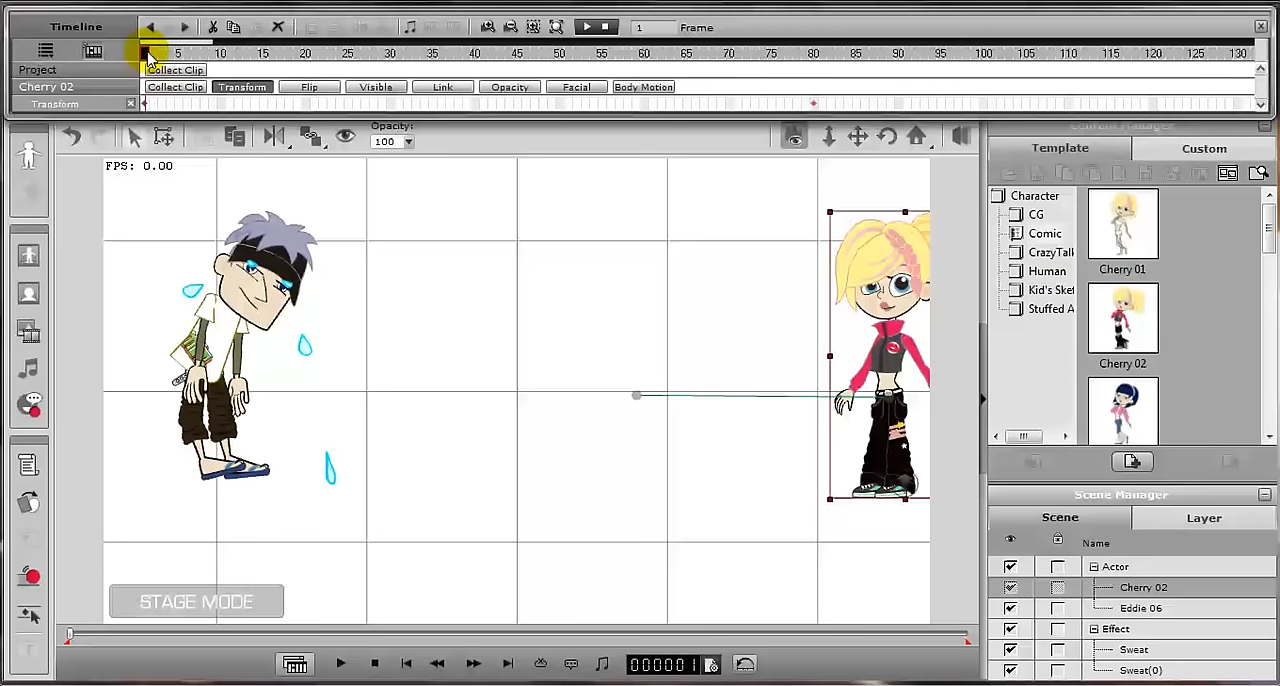 Timeline
1 Frame
5 10 15 20 25 30 35 40 45 50 55 60 65 70 75 80 85 90 95 100 105 110 115 120 125 130
Project
Collect Clip
Cherry 02
Collect Clip Transform Flip Visible Link Opacity Facial Body Motion
Transform
Opacity:
100
FPS: 0.00
STAGE MODE
000001
Content Manager
Template Custom
Character
CG
Comic
CrazyTalk
Human
Kid's Sket
Stuffed A
Cherry 01
Cherry 02
Scene Manager
Scene Layer
Name
Actor
Cherry 02
Eddie 06
Effect
Sweat
Sweat(0)